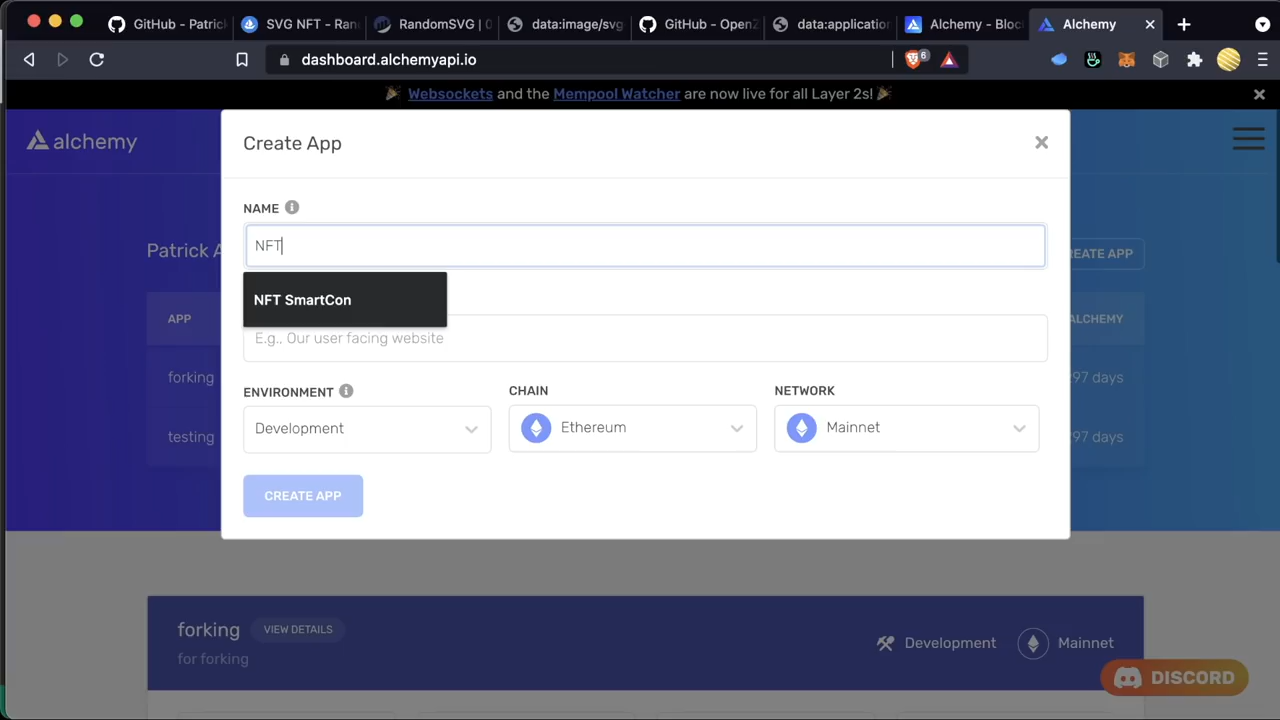 GitHub - Patrick
SVG NFT - Ran
RandomSVG | 0
data:image/svg
GitHub - OpenZ
data:application
Alchemy - Bloc
Alchemy
dashboard.alchemyapi.io
6
Websockets and the Mempool Watcher are now live for all Layer 2s!
alchemy
Create App
NAME
NFT
NFT SmartCon
E.g., Our user facing website
ENVIRONMENT
CHAIN
NETWORK
Development
Ethereum
Mainnet
CREATE APP
Patrick A
REATE APP
APP
ALCHEMY
forking
97 days
testing
97 days
forking
VIEW DETAILS
for forking
Development
Mainnet
DISCORD